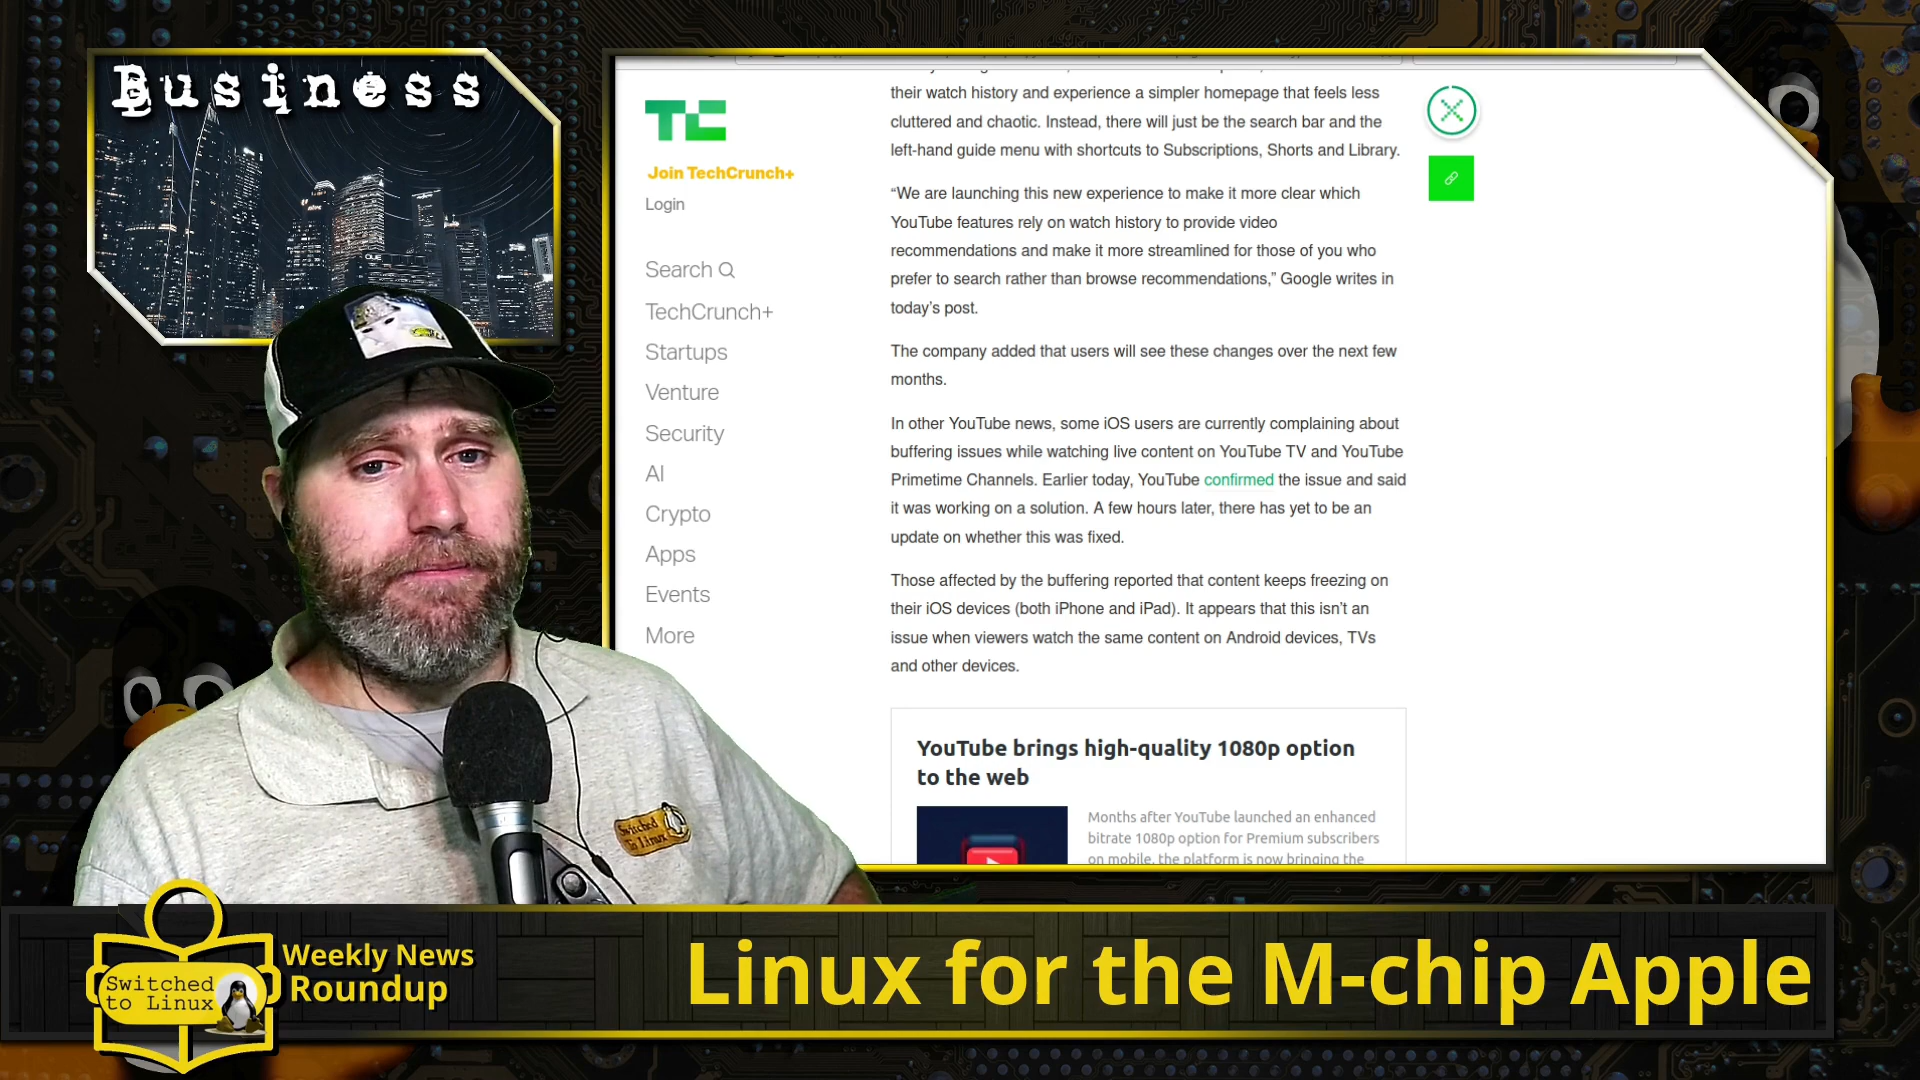 Business
TC
Join TechCrunch+
Login
Search
TechCrunch+
Startups
Venture
Security
AI
Crypto
Apps
Events
More
their watch history and experience a simpler homepage that feels less
cluttered and chaotic. Instead, there will just be the search bar and the
left-hand guide menu with shortcuts to Subscriptions, Shorts and Library.
“We are launching this new experience to make it more clear which
YouTube features rely on watch history to provide video
recommendations and make it more streamlined for those of you who
prefer to search rather than browse recommendations,” Google writes in
today’s post.
The company added that users will see these changes over the next few
months.
In other YouTube news, some iOS users are currently complaining about
buffering issues while watching live content on YouTube TV and YouTube
Primetime Channels. Earlier today, YouTube confirmed the issue and said
it was working on a solution. A few hours later, there has yet to be an
update on whether this was fixed.
Those affected by the buffering reported that content keeps freezing on
their iOS devices (both iPhone and iPad). It appears that this isn’t an
issue when viewers watch the same content on Android devices, TVs
and other devices.
YouTube brings high-quality 1080p option
to the web
Months after YouTube launched an enhanced
bitrate 1080p option for Premium subscribers
on mobile, the platform is now bringing the
Switched
To Linux
Switched
to Linux
Weekly News
Roundup
Linux for the M-chip Apple